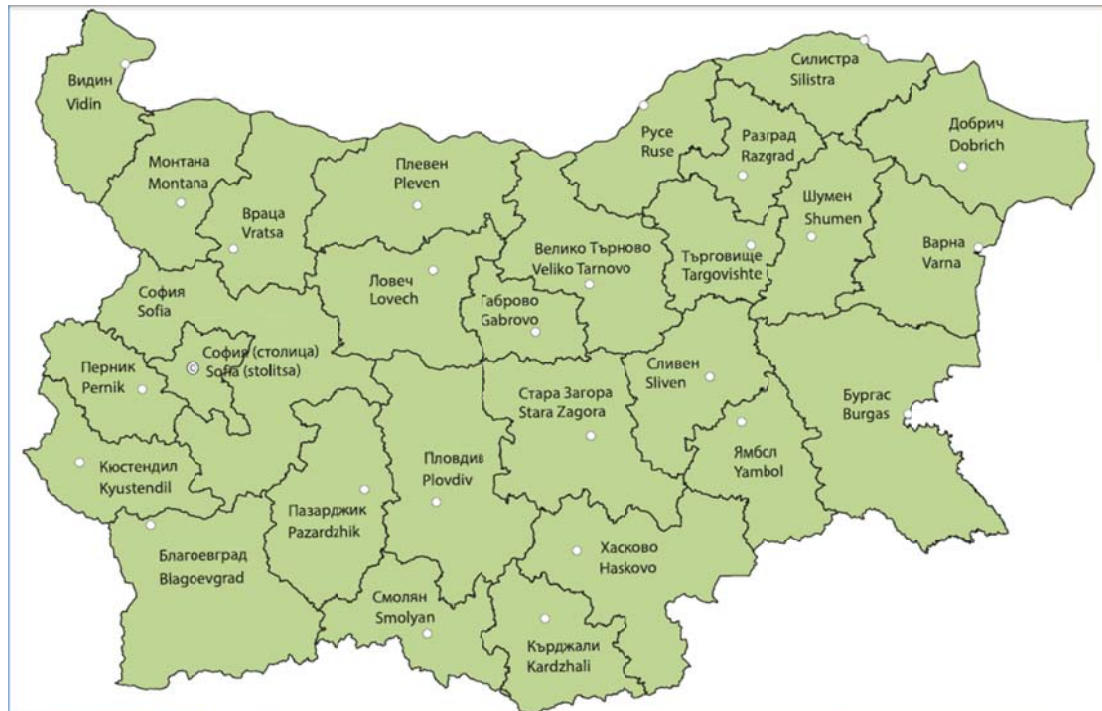 Видин
Vidin
Монтана
Montana
Враца
Vratsa
Плевен
Pleven
Ловеч
Lovech
Велико Търново
Veliko Tarnovo
Габрово
Gabrovo
Русе
Ruse
Разград
Razgrad
Силистра
Silistra
Добрич
Dobrich
Шумен
Shumen
Търговище
Targovishte
Варна
Varna
София
Sofia
София (столица)
Sofia (stolitsa)
Перник
Pernik
Кюстендил
Kyustendil
Благоевград
Blagoevgrad
Пазарджик
Pazardzhik
Пловдив
Plovdiv
Смолян
Smolyan
Стара Загора
Stara Zagora
Сливен
Sliven
Ямбсл
Yambol
Бургас
Burgas
Хасково
Haskovo
Кърджали
Kardzhali